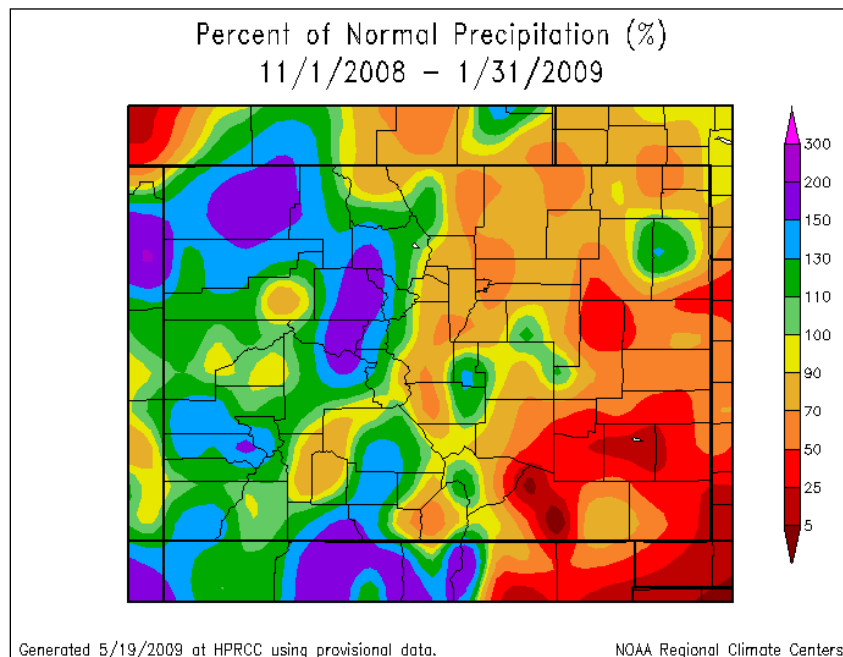 Percent of Normal Precipitation (%)
11/1/2008 – 1/31/2009
300
200
150
130
110
100
90
70
50
25
5
Generated 5/19/2009 at HPRCC using provisional data.
NOAA Regional Climate Centers